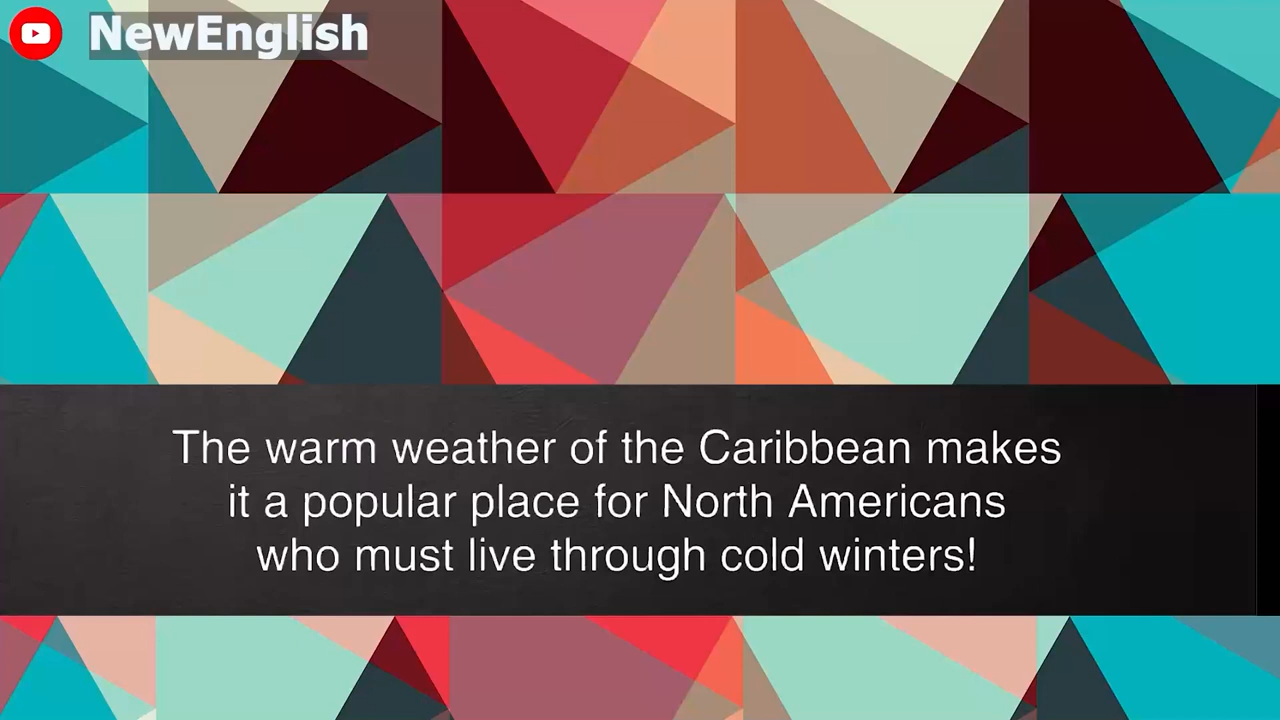 NewEnglish
The warm weather of the Caribbean makes
it a popular place for North Americans
who must live through cold winters!